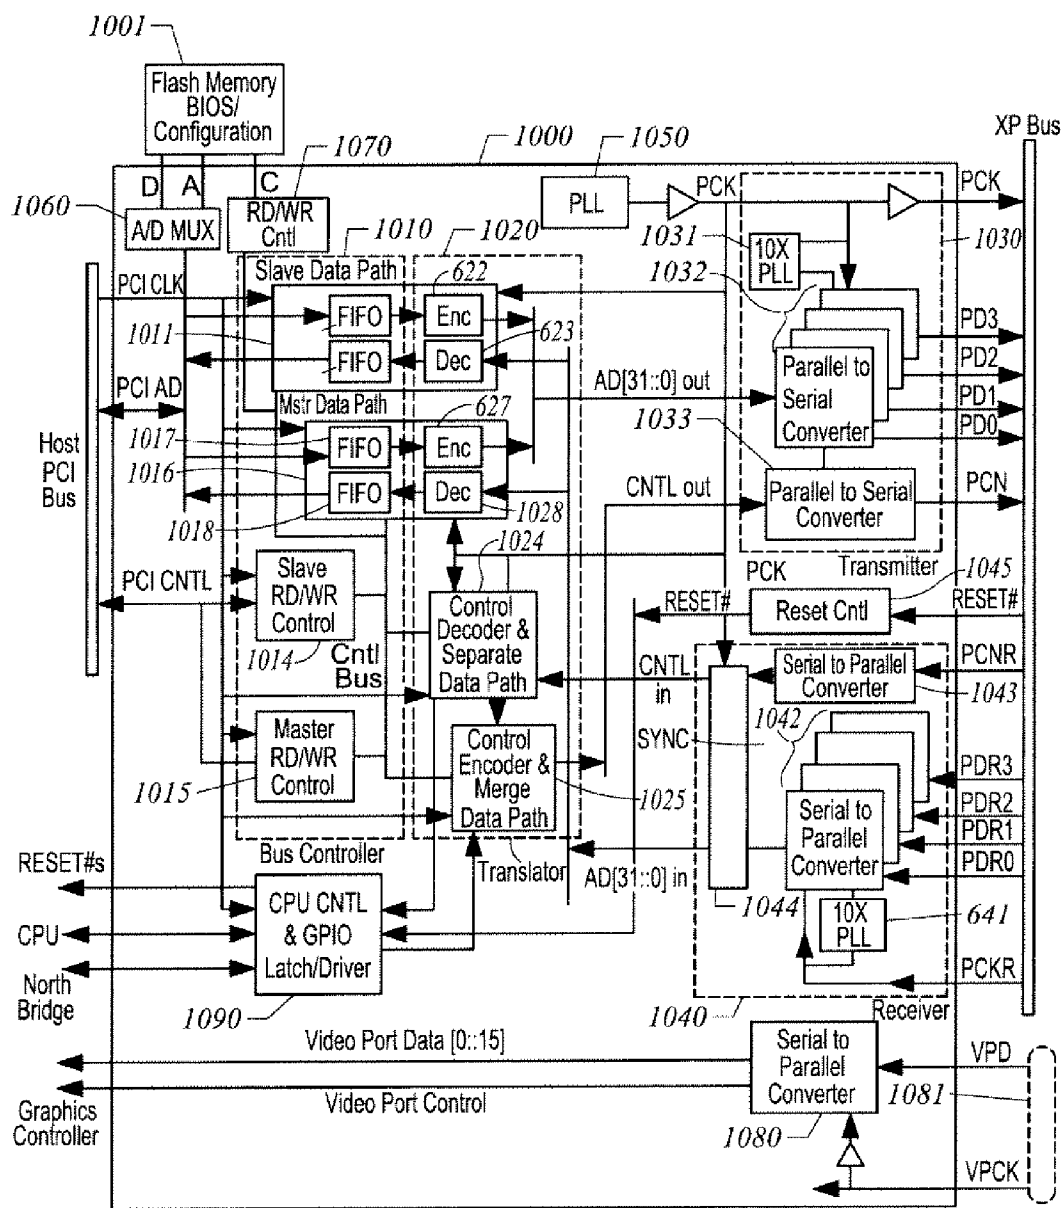 1001
Flash Memory
BIOS/
Configuration
1070
1000
1050
XP Bus
D
A
C
1060
A/D MUX
RD/WR
Cntl
PLL
PCK
PCK
1010
1020
1031
10X
PLL
1030
Slave Data Path
622
1032
PCI CLK
FIFO
Enc
1011
623
FIFO
Dec
PD3
PCI AD
Mstr Data Path
AD[31::0] out
Parallel to
Serial
Converter
PD2
PD1
PD0
627
1033
Host
PCI
Bus
1017
FIFO
Enc
1016
CNTL out
Parallel to Serial
Converter
PCN
FIFO
Dec
1018
1028
1024
Transmitter
PCI CNTL
Slave
RD/WR
Control
1014
PCK
1045
Control
Decoder &
Separate
Data Path
RESET#
Reset Cntl
RESET#
Cntl
Bus
CNTL
in
Serial to Parallel
Converter
PCNR
1043
1042
SYNC
Master
RD/WR
Control
1015
Control
Encoder &
Merge
Data Path
1025
PDR3
PDR2
PDR1
PDR0
Serial to
Parallel
Converter
Bus Controller
Translator
AD[31::0] in
1044
10X
PLL
641
RESET#s
CPU
North
Bridge
CPU CNTL
& GPIO
Latch/Driver
1090
PCKR
1040
Receiver
Video Port Data [0::15]
Serial to
Parallel
Converter
VPD
1081
Video Port Control
Graphics
Controller
1080
VPCK